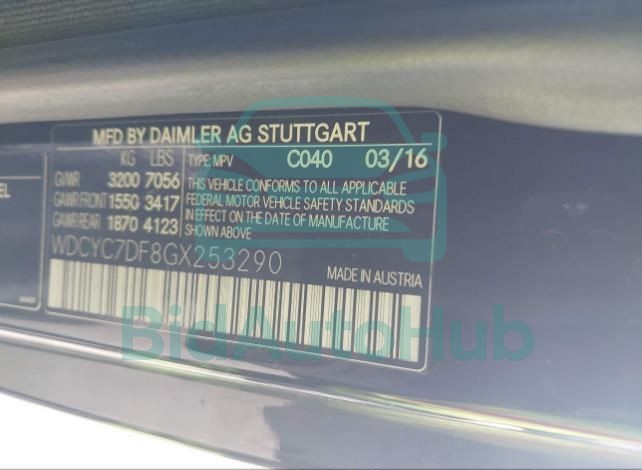 MFD BY DAIMLER AG STUTTGART
KG LBS TYPE: MPV C040 03/16
GVWR 3200 7056 THIS VEHICLE CONFORMS TO ALL APPLICABLE
GAWR FRONT 1550 3417 FEDERAL MOTOR VEHICLE SAFETY STANDARDS
GAWR REAR 1870 4123 IN EFFECT ON THE DATE OF MANUFACTURE
SHOWN ABOVE.
WDCYC7DF8GX253290
MADE IN AUSTRIA
EL
BidAutoHub